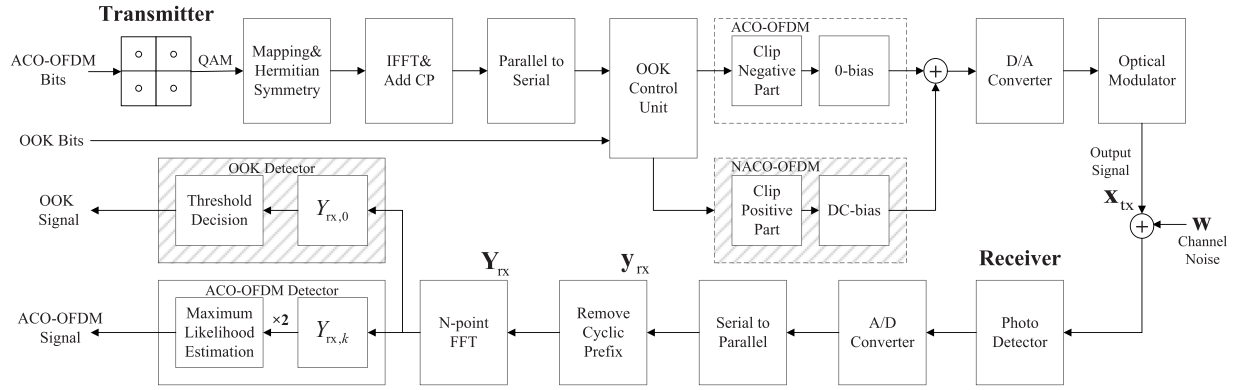 Transmitter
ACO-OFDM
Bits
QAM
Mapping&
Hermitian
Symmetry
IFFT&
Add CP
Parallel to
Serial
OOK
Control
Unit
ACO-OFDM
Clip
Negative
Part
0-bias
+
D/A
Converter
Optical
Modulator
OOK Bits
NACO-OFDM
Clip
Positive
Part
DC-bias
Output
Signal
x_tx
+
w
Channel
Noise
OOK Detector
OOK
Signal
Threshold
Decision
Y_rx,0
Receiver
ACO-OFDM Detector
ACO-OFDM
Signal
Maximum
Likelihood
Estimation
×2
Y_rx,k
Y_rx
N-point
FFT
y_rx
Remove
Cyclic
Prefix
Serial to
Parallel
A/D
Converter
Photo
Detector